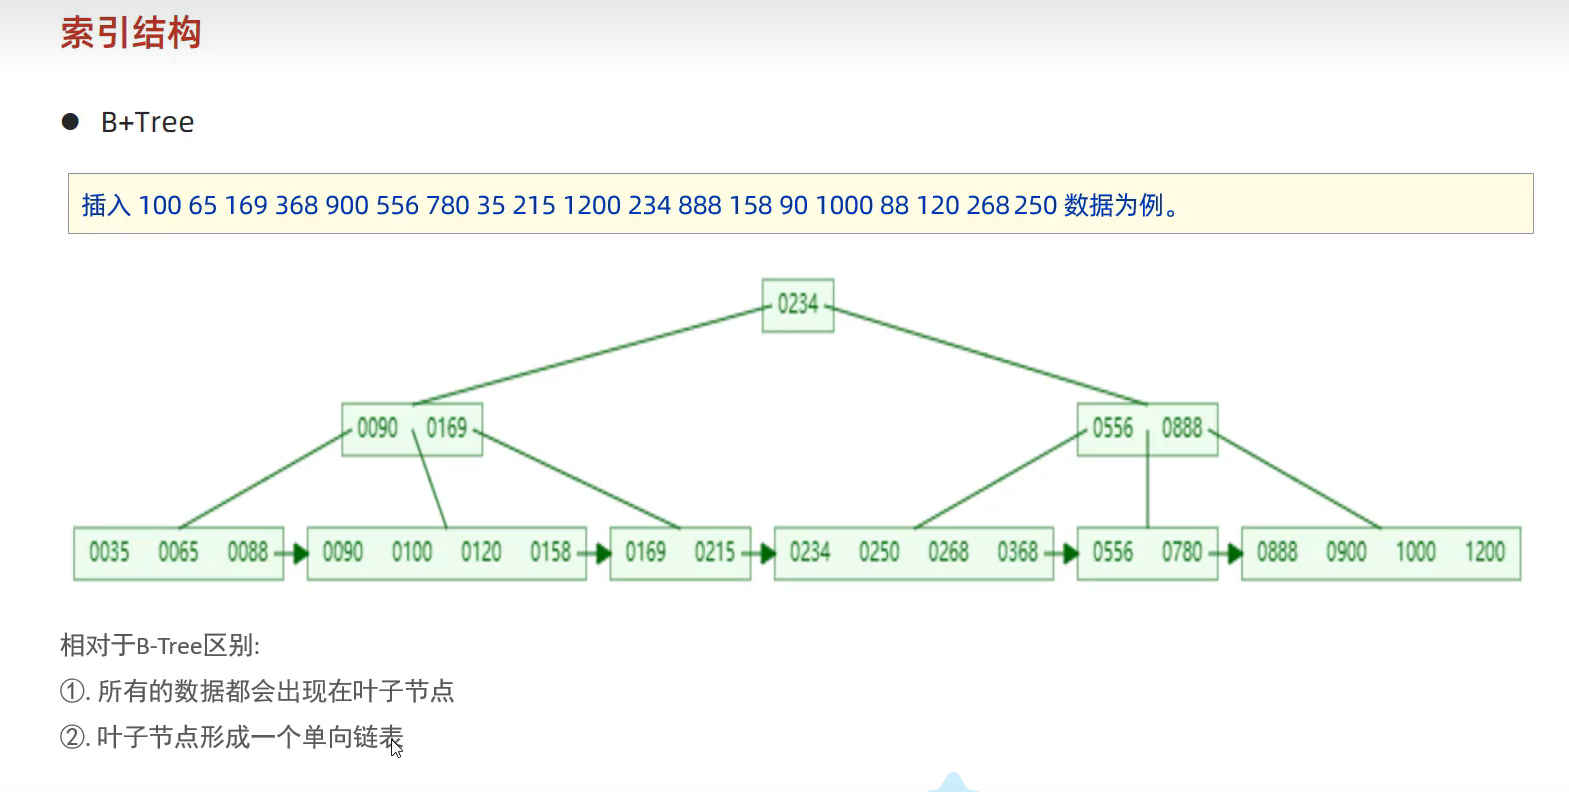 索引结构
● B+Tree
插入 100 65 169 368 900 556 780 35 215 1200 234 888 158 90 1000 88 120 268 250 数据为例。
0234
0090 0169 0556 0888
0035 0065 0088 0090 0100 0120 0158 0169 0215 0234 0250 0268 0368 0556 0780 0888 0900 1000 1200
相对于B-Tree区别:
①. 所有的数据都会出现在叶子节点
②. 叶子节点形成一个单向链表